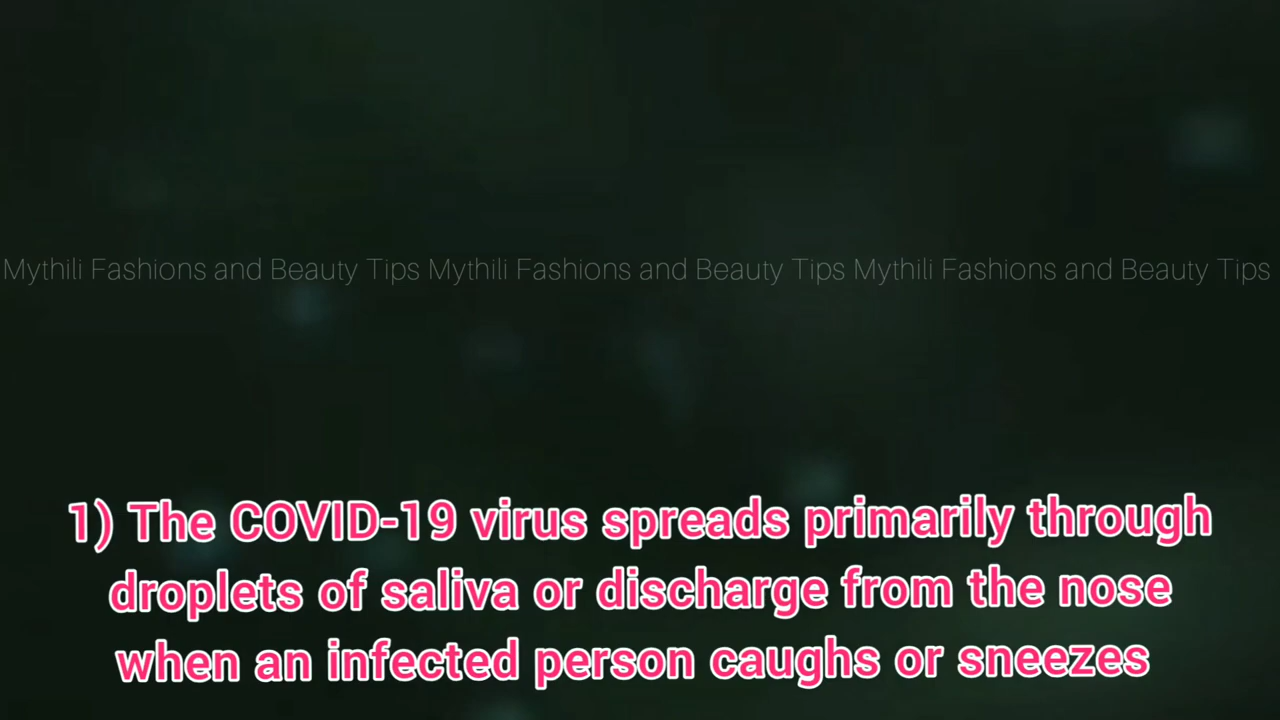 Mythili Fashions and Beauty Tips Mythili Fashions and Beauty Tips Mythili Fashions and Beauty Tips
1) The COVID-19 virus spreads primarily through
droplets of saliva or discharge from the nose
when an infected person caughs or sneezes